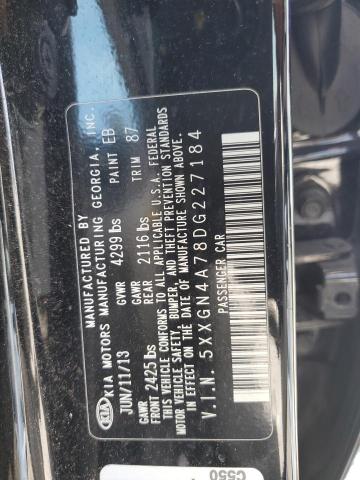 MANUFACTURED BY
KIA KIA MOTORS MANUFACTURING GEORGIA, INC.
JUN/11/13 4299 lbs PAINT EB
GVWR TRIM 87
GAWR FRONT 2425 lbs GAWR REAR 2116 lbs
THIS VEHICLE CONFORMS TO ALL APPLICABLE U.S.A. FEDERAL
MOTOR VEHICLE SAFETY, BUMPER, AND THEFT PREVENTION STANDARDS
IN EFFECT ON THE DATE OF MANUFACTURE SHOWN ABOVE.
V.I.N. 5XXGN4A78DG227184
PASSENGER CAR
C550